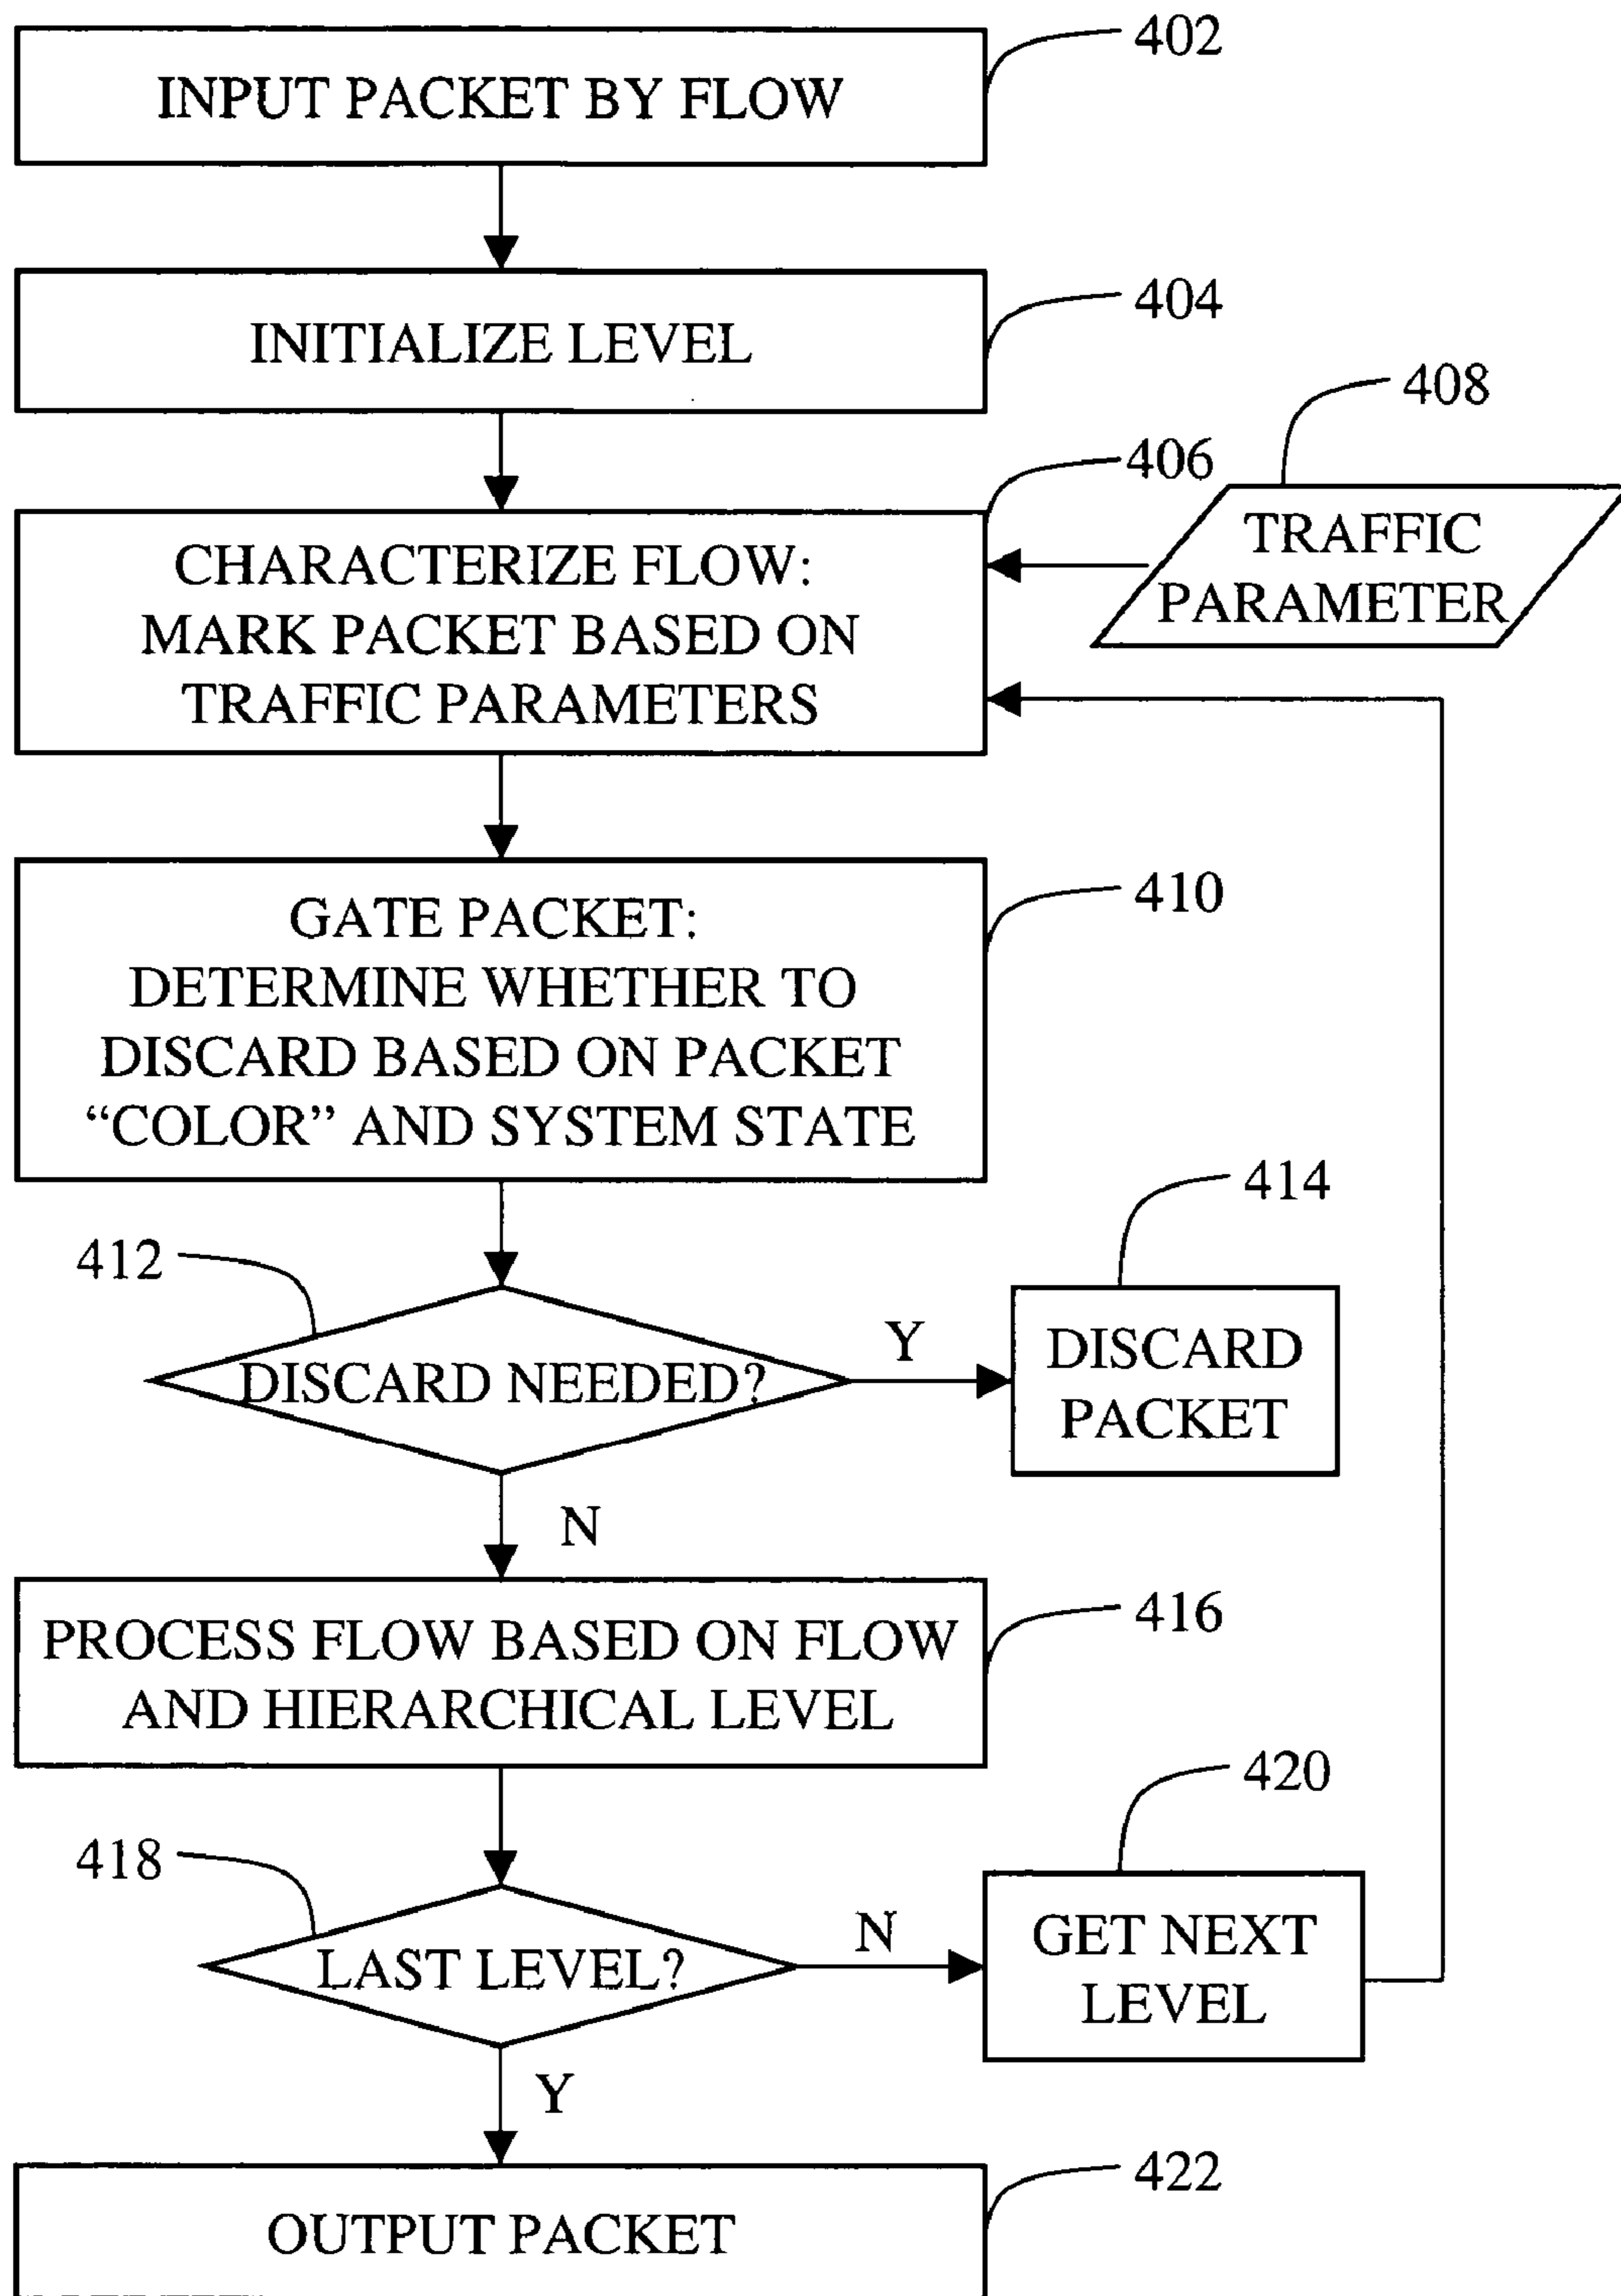 402
INPUT PACKET BY FLOW
404
INITIALIZE LEVEL
408
406
TRAFFIC
PARAMETER
CHARACTERIZE FLOW:
MARK PACKET BASED ON
TRAFFIC PARAMETERS
410
GATE PACKET:
DETERMINE WHETHER TO
DISCARD BASED ON PACKET
“COLOR” AND SYSTEM STATE
414
412
DISCARD NEEDED?
Y
DISCARD
PACKET
N
416
PROCESS FLOW BASED ON FLOW
AND HIERARCHICAL LEVEL
420
418
LAST LEVEL?
N
GET NEXT
LEVEL
Y
422
OUTPUT PACKET